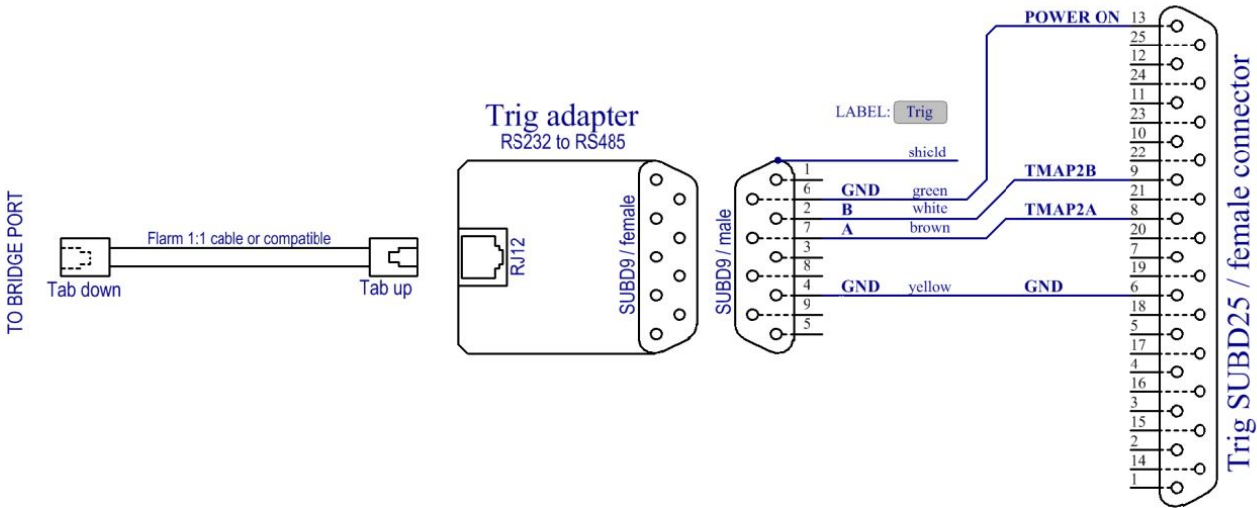 TO BRIDGE PORT
Tab down
Flarm 1:1 cable or compatible
Tab up
Trig adapter
RS232 to RS485
RJ12
SUBD9 / female
SUBD9 / male
LABEL: Trig
shield
1
6 GND green
2 B white
7 A brown
3
8
4 GND yellow
9
5
POWER ON 13
25
12
24
11
23
10
22
TMAP2B 9
21
TMAP2A 8
20
7
19
GND 6
18
5
17
4
16
3
15
2
14
1
Trig SUBD25 / female connector